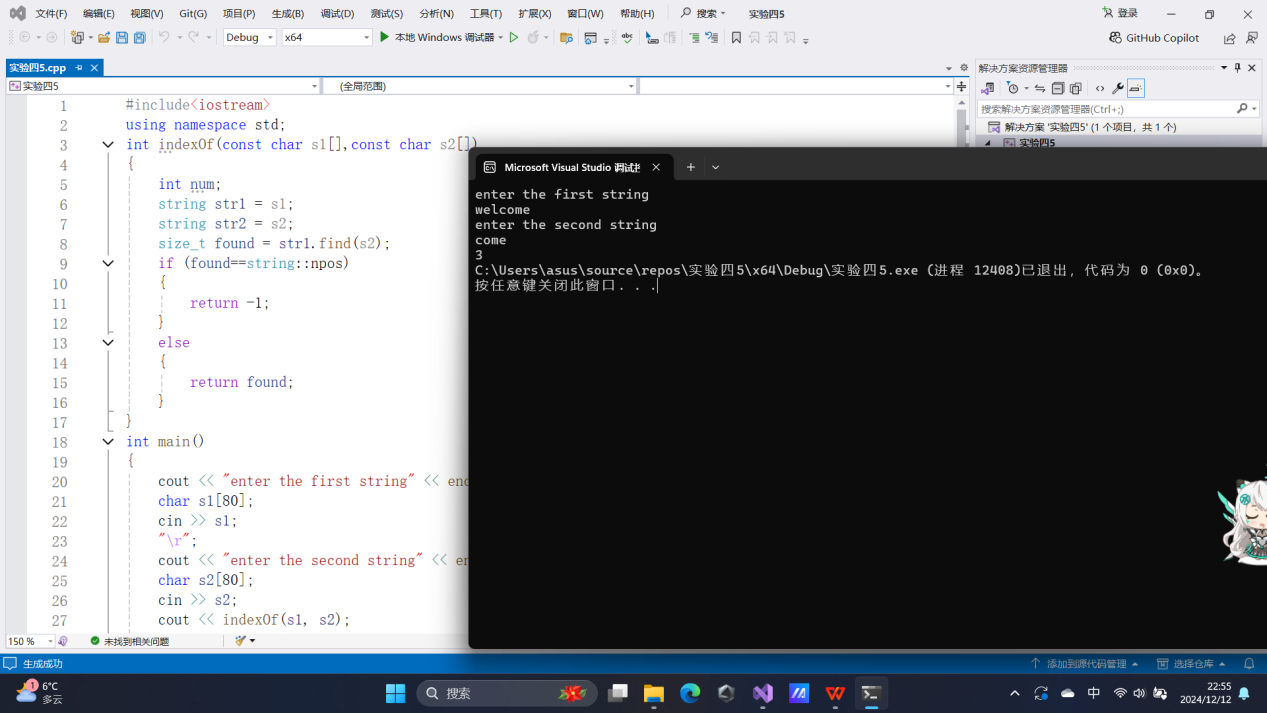 文件(F) 编辑(E) 视图(V) Git(G) 项目(P) 生成(B) 调试(D) 测试(S) 分析(N) 工具(T) 扩展(X) 窗口(W) 帮助(H) 搜索 实验四5 登录
Debug x64 本地 Windows 调试器 abc GitHub Copilot
实验四5.cpp
实验四5 (全局范围)
解决方案资源管理器
搜索解决方案资源管理器(Ctrl+;)
解决方案 '实验四5' (1 个项目, 共 1 个)
实验四5
1 #include<iostream>
2 using namespace std;
3 int indexOf(const char s1[],const char s2[])
4 {
5 int num;
6 string str1 = s1;
7 string str2 = s2;
8 size_t found = str1.find(s2);
9 if (found==string::npos)
10 {
11 return -1;
12 }
13 else
14 {
15 return found;
16 }
17 }
18 int main()
19 {
20 cout << "enter the first string" << end
21 char s1[80];
22 cin >> s1;
23 "\r";
24 cout << "enter the second string" << en
25 char s2[80];
26 cin >> s2;
27 cout << indexOf(s1, s2);
Microsoft Visual Studio 调试控
enter the first string
welcome
enter the second string
come
3
C:\Users\asus\source\repos\实验四5\x64\Debug\实验四5.exe (进程 12408)已退出，代码为 0 (0x0)。
按任意键关闭此窗口. . .
150 % 未找到相关问题
生成成功 添加到源代码管理 选择仓库
1 6°C
多云
搜索
中
22:55
2024/12/12